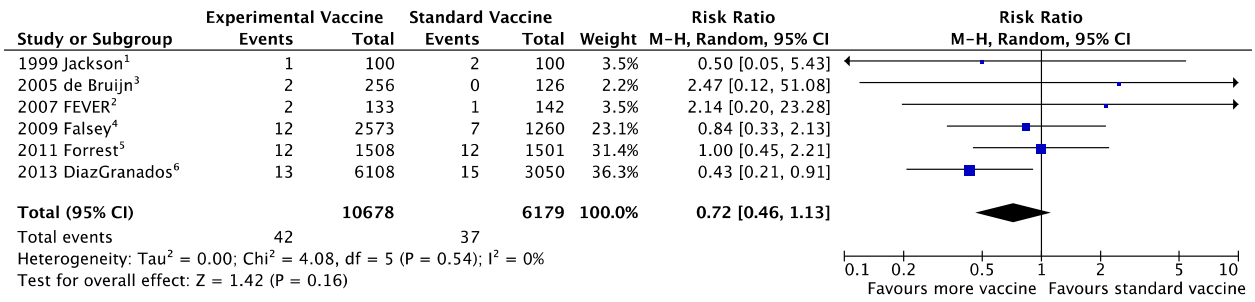 Experimental Vaccine Standard Vaccine Risk Ratio Risk Ratio
Study or Subgroup Events Total Events Total Weight M-H, Random, 95% CI M-H, Random, 95% CI
1999 Jackson¹ 1 100 2 100 3.5% 0.50 [0.05, 5.43]
2005 de Bruijn³ 2 256 0 126 2.2% 2.47 [0.12, 51.08]
2007 FEVER² 2 133 1 142 3.5% 2.14 [0.20, 23.28]
2009 Falsey⁴ 12 2573 7 1260 23.1% 0.84 [0.33, 2.13]
2011 Forrest⁵ 12 1508 12 1501 31.4% 1.00 [0.45, 2.21]
2013 DiazGranados⁶ 13 6108 15 3050 36.3% 0.43 [0.21, 0.91]
Total (95% CI) 10678 6179 100.0% 0.72 [0.46, 1.13]
Total events 42 37
Heterogeneity: Tau² = 0.00; Chi² = 4.08, df = 5 (P = 0.54); I² = 0%
Test for overall effect: Z = 1.42 (P = 0.16)
0.1 0.2 0.5 1 2 5 10
Favours more vaccine Favours standard vaccine